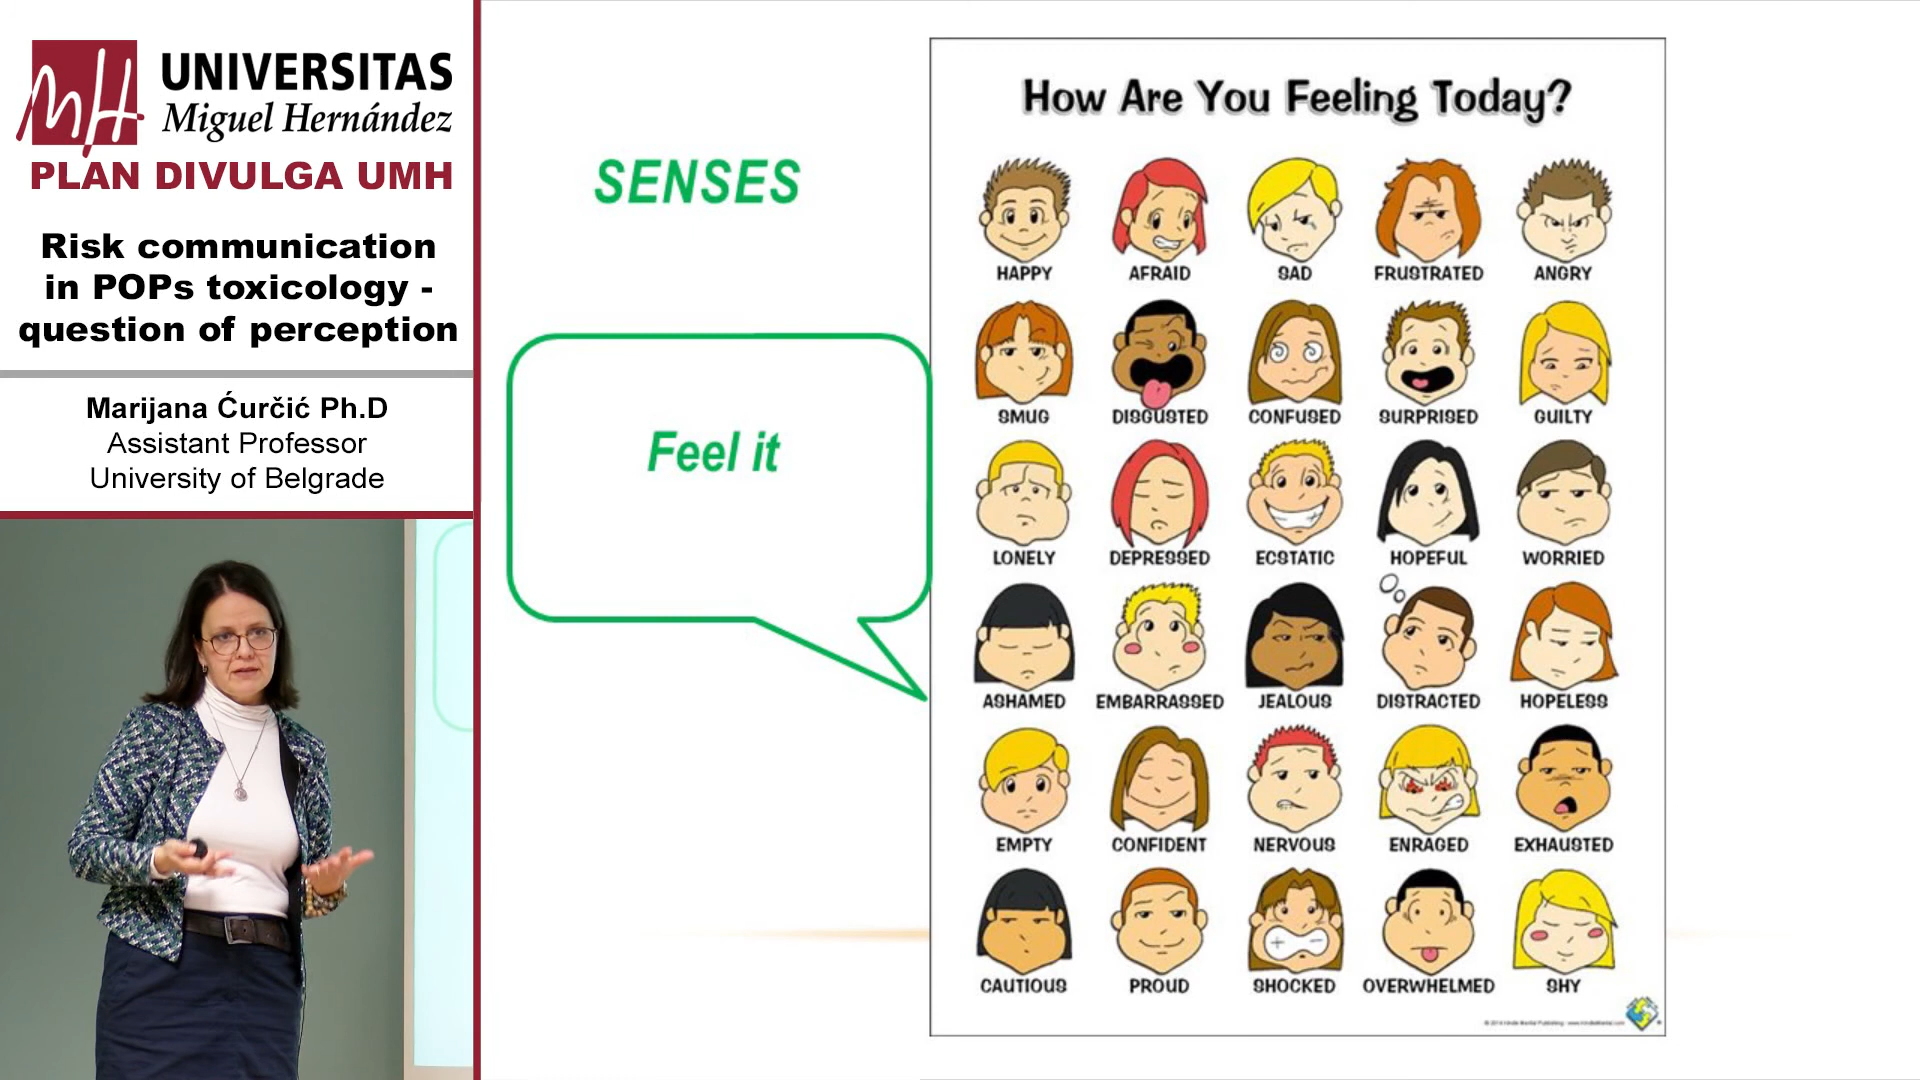 UNIVERSITAS
Miguel Hernández
PLAN DIVULGA UMH
Risk communication
in POPs toxicology -
question of perception
Marijana Ćurčić Ph.D
Assistant Professor
University of Belgrade
SENSES
Feel it
How Are You Feeling Today?
HAPPY AFRAID SAD FRUSTRATED ANGRY
SMUG DISGUSTED CONFUSED SURPRISED GUILTY
LONELY DEPRESSED ECSTATIC HOPEFUL WORRIED
ASHAMED EMBARRASSED JEALOUS DISTRACTED HOPELESS
EMPTY CONFIDENT NERVOUS ENRAGED EXHAUSTED
CAUTIOUS PROUD SHOCKED OVERWHELMED SHY